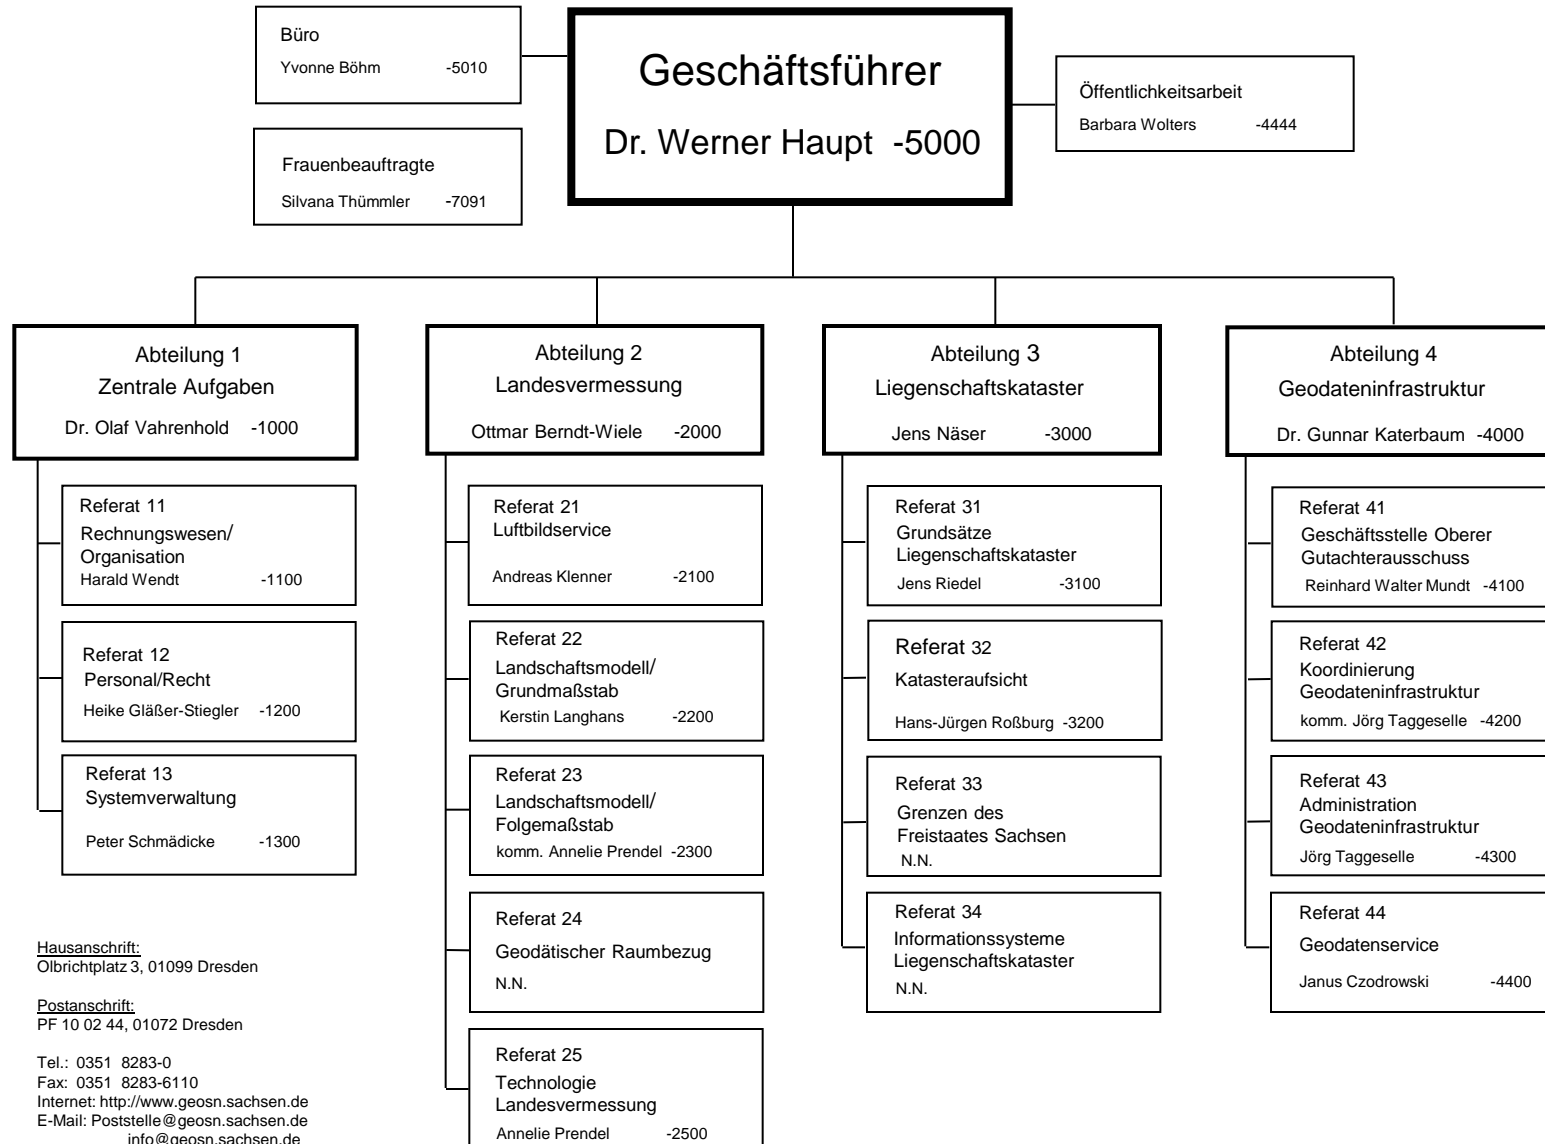 Büro
Yvonne Böhm -5010
Frauenbeauftragte
Silvana Thümmler -7091
Geschäftsführer
Dr. Werner Haupt -5000
Öffentlichkeitsarbeit
Barbara Wolters -4444
Abteilung 1
Zentrale Aufgaben
Dr. Olaf Vahrenhold -1000
Referat 11
Rechnungswesen/
Organisation
Harald Wendt -1100
Referat 12
Personal/Recht
Heike Gläßer-Stiegler -1200
Referat 13
Systemverwaltung
Peter Schmädicke -1300
Abteilung 2
Landesvermessung
Ottmar Berndt-Wiele -2000
Referat 21
Luftbildservice
Andreas Klenner -2100
Referat 22
Landschaftsmodell/
Grundmaßstab
Kerstin Langhans -2200
Referat 23
Landschaftsmodell/
Folgemaßstab
komm. Annelie Prendel -2300
Referat 24
Geodätischer Raumbezug
N.N.
Referat 25
Technologie
Landesvermessung
Annelie Prendel -2500
Abteilung 3
Liegenschaftskataster
Jens Näser -3000
Referat 31
Grundsätze
Liegenschaftskataster
Jens Riedel -3100
Referat 32
Katasteraufsicht
Hans-Jürgen Roßburg -3200
Referat 33
Grenzen des
Freistaates Sachsen
N.N.
Referat 34
Informationssysteme
Liegenschaftskataster
N.N.
Abteilung 4
Geodateninfrastruktur
Dr. Gunnar Katerbaum -4000
Referat 41
Geschäftsstelle Oberer
Gutachterausschuss
Reinhard Walter Mundt -4100
Referat 42
Koordinierung
Geodateninfrastruktur
komm. Jörg Taggeselle -4200
Referat 43
Administration
Geodateninfrastruktur
Jörg Taggeselle -4300
Referat 44
Geodatenservice
Janus Czodrowski -4400
Hausanschrift:
Olbrichtplatz 3, 01099 Dresden
Postanschrift:
PF 10 02 44, 01072 Dresden
Tel.: 0351 8283-0
Fax: 0351 8283-6110
Internet: http://www.geosn.sachsen.de
E-Mail: Poststelle@geosn.sachsen.de
info@geosn.sachsen.de